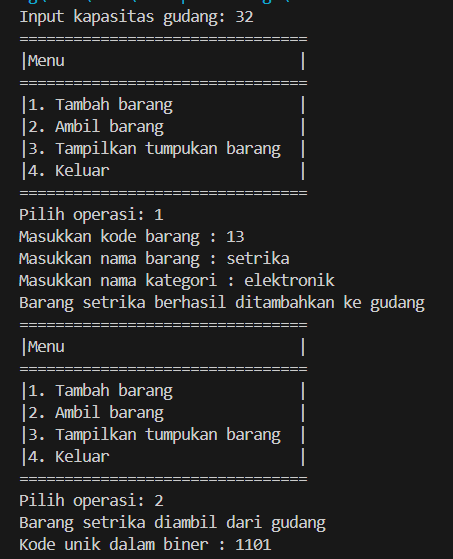 Input kapasitas gudang: 32
================================
|Menu                          |
================================
|1. Tambah barang              |
|2. Ambil barang               |
|3. Tampilkan tumpukan barang  |
|4. Keluar                     |
================================
Pilih operasi: 1
Masukkan kode barang : 13
Masukkan nama barang : setrika
Masukkan nama kategori : elektronik
Barang setrika berhasil ditambahkan ke gudang
================================
|Menu                          |
================================
|1. Tambah barang              |
|2. Ambil barang               |
|3. Tampilkan tumpukan barang  |
|4. Keluar                     |
================================
Pilih operasi: 2
Barang setrika diambil dari gudang
Kode unik dalam biner : 1101